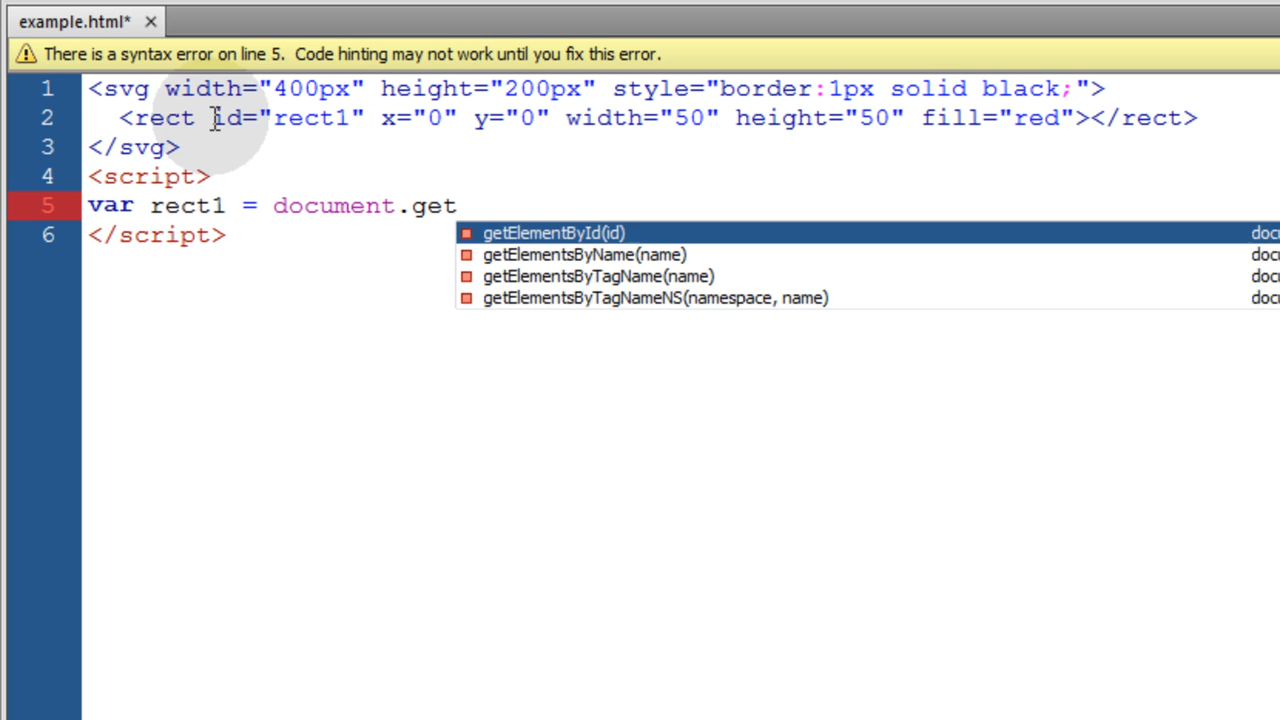 example.html* ×
There is a syntax error on line 5. Code hinting may not work until you fix this error.
1 <svg width="400px" height="200px" style="border:1px solid black;">
2 <rect id="rect1" x="0" y="0" width="50" height="50" fill="red"></rect>
3 </svg>
4 <script>
5 var rect1 = document.get
6 </script>
getElementById(id)
getElementsByName(name)
getElementsByTagName(name)
getElementsByTagNameNS(namespace, name)